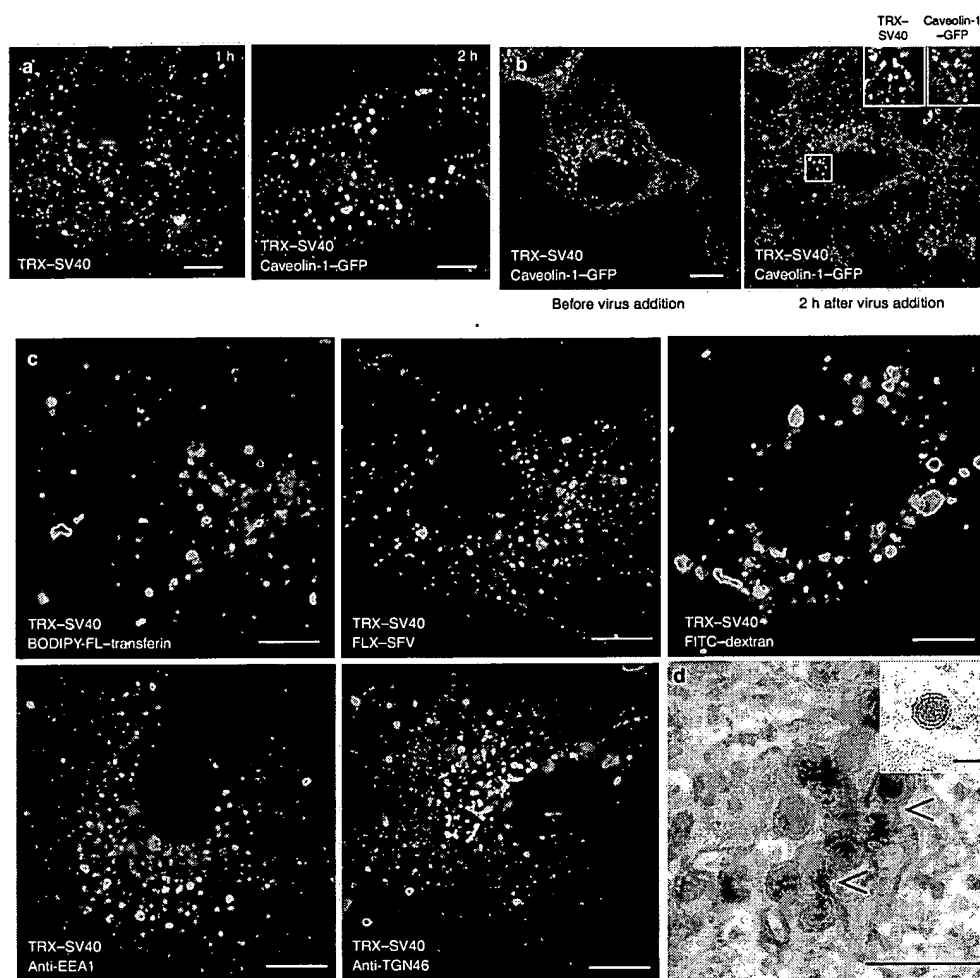 TRX–
SV40
Caveolin-1
–GFP
a
1 h
TRX–SV40
2 h
TRX–SV40
Caveolin-1–GFP
b
TRX–SV40
Caveolin-1–GFP
Before virus addition
TRX–SV40
Caveolin-1–GFP
2 h after virus addition
c
TRX–SV40
BODIPY-FL–transferin
TRX–SV40
FLX–SFV
TRX–SV40
FITC–dextran
TRX–SV40
Anti-EEA1
TRX–SV40
Anti-TGN46
d